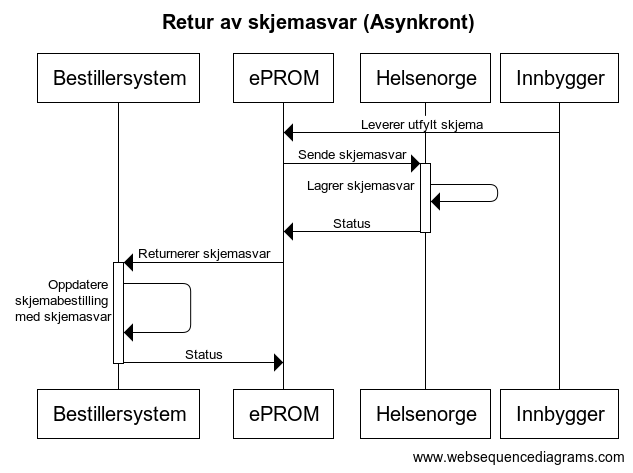 Retur av skjemasvar (Asynkront)
Bestillersystem
ePROM
Helsenorge
Innbygger
Leverer utfylt skjema
Sende skjemasvar
Lagrer skjemasvar
Status
Returnerer skjemasvar
Oppdatere
skjemabestilling
med skjemasvar
Status
Bestillersystem
ePROM
Helsenorge
Innbygger
www.websequencediagrams.com